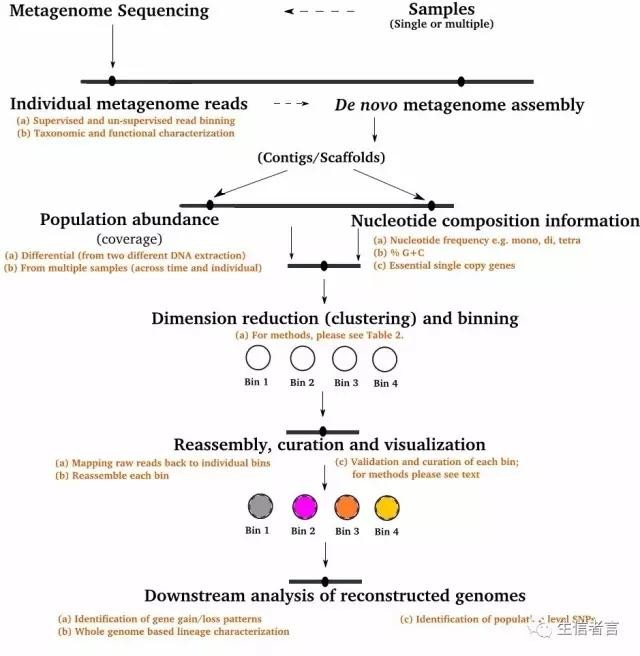 Metagenome Sequencing
Samples
(Single or multiple)
Individual metagenome reads
De novo metagenome assembly
(a) Supervised and un-supervised read binning
(b) Taxonomic and functional characterization
(Contigs/Scaffolds)
Population abundance
(coverage)
(a) Differential (from two different DNA extraction)
(b) From multiple samples (across time and individual)
Nucleotide composition information
(a) Nucleotide frequency e.g. mono, di, tetra
(b) % G+C
(c) Essential single copy genes
Dimension reduction (clustering) and binning
(a) For methods, please see Table 2.
Bin 1 Bin 2 Bin 3 Bin 4
Reassembly, curation and visualization
(a) Mapping raw reads back to individual bins
(b) Reassemble each bin
(c) Validation and curation of each bin;
for methods please see text
Bin 1 Bin 2 Bin 3 Bin 4
Downstream analysis of reconstructed genomes
(a) Identification of gene gain/loss patterns
(b) Whole genome based lineage characterization
(c) Identification of level SNPs
生信者言